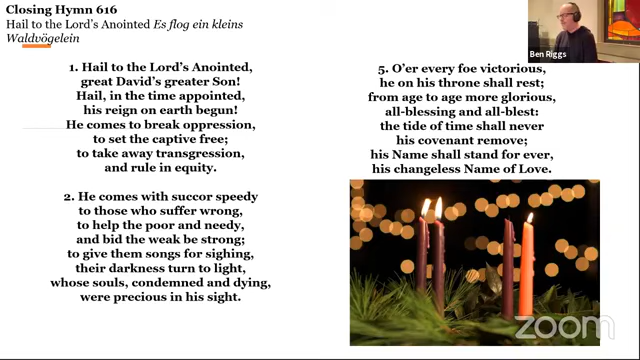 Closing Hymn 616
Hail to the Lord's Anointed Es flog ein kleins
Waldvögelein
1. Hail to the Lord's Anointed,
great David's greater Son!
Hail, in the time appointed,
his reign on earth begun!
He comes to break oppression,
to set the captive free;
to take away transgression,
and rule in equity.
2. He comes with succor speedy
to those who suffer wrong,
to help the poor and needy,
and bid the weak be strong;
to give them songs for sighing,
their darkness turn to light,
whose souls, condemned and dying,
were precious in his sight.
5. O'er every foe victorious,
he on his throne shall rest;
from age to age more glorious,
all-blessing and all-blest:
the tide of time shall never
his covenant remove;
his Name shall stand for ever,
his changeless Name of Love.
Ben Riggs
zoom